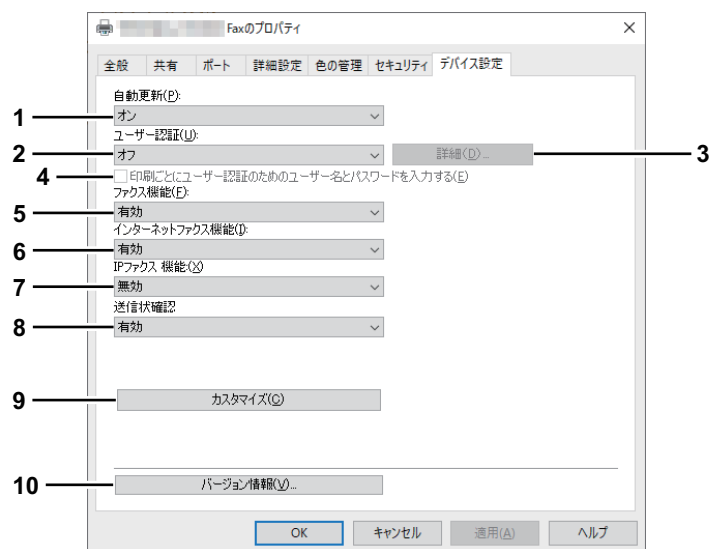 Faxのプロパティ
全般 共有 ポート 詳細設定 色の管理 セキュリティ デバイス設定
自動更新(P):
1 オン
ユーザー認証(U):
2 オフ 詳細(D)... 3
4 印刷ごとにユーザー認証のためのユーザー名とパスワードを入力する(E)
ファクス機能(F):
5 有効
インターネットファクス機能(I):
6 有効
IPファクス 機能:(X)
7 無効
送信状確認
8 有効
9 カスタマイズ(C)
10 バージョン情報(V)...
OK キャンセル 適用(A) ヘルプ